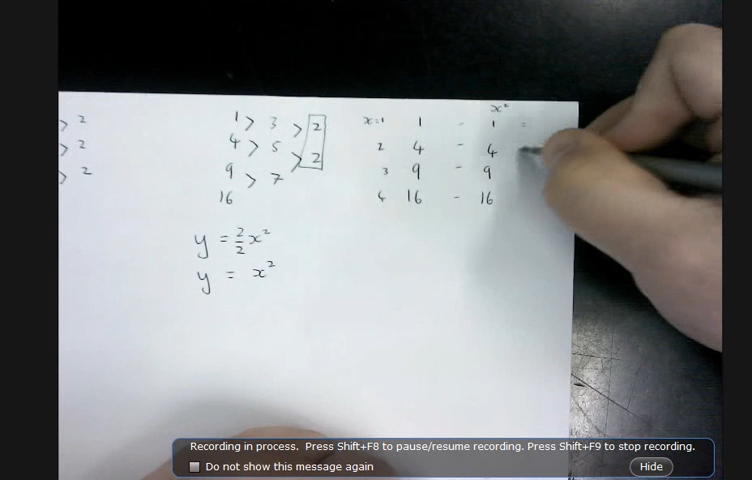 > 2
> 2
> 2
1 > 3 > 2
4 > 5 > 2
9 > 7
16
y = 2/2 x²
y = x²
x²
x=1 1 - 1 =
2 4 - 4
3 9 - 9
4 16 - 16
Recording in process. Press Shift+F8 to pause/resume recording. Press Shift+F9 to stop recording.
Do not show this message again
Hide